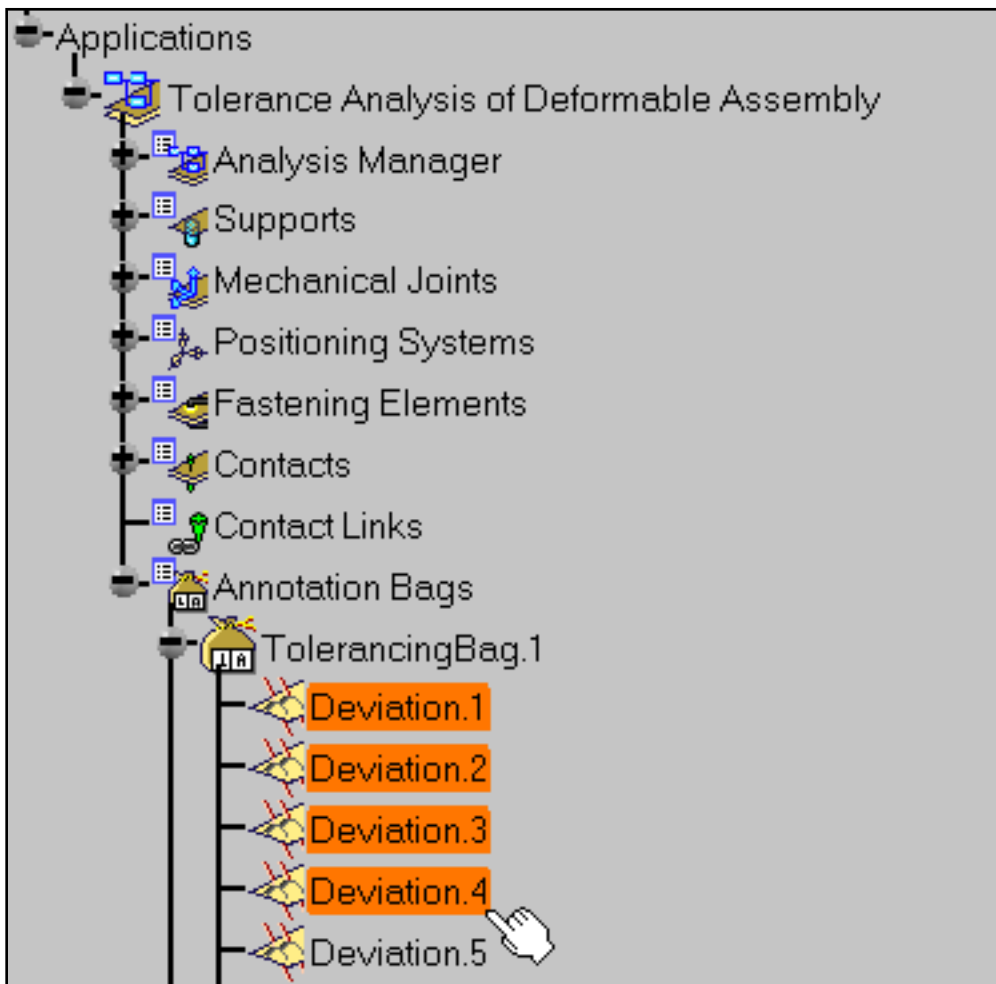 Applications
Tolerance Analysis of Deformable Assembly
Analysis Manager
Supports
Mechanical Joints
Positioning Systems
Fastening Elements
Contacts
Contact Links
Annotation Bags
TolerancingBag.1
Deviation.1
Deviation.2
Deviation.3
Deviation.4
Deviation.5